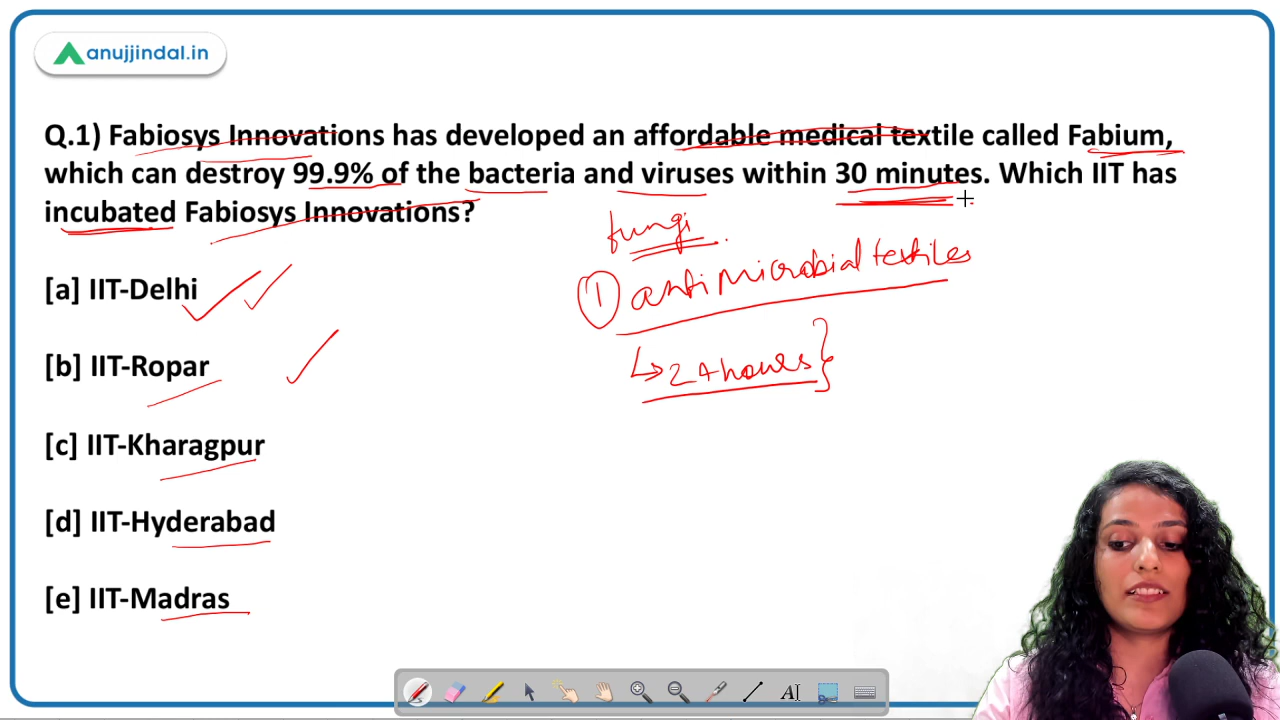 anujjindal.in
Q.1) Fabiosys Innovations has developed an affordable medical textile called Fabium,
which can destroy 99.9% of the bacteria and viruses within 30 minutes. Which IIT has
incubated Fabiosys Innovations?
fungi
① antimicrobial textiles
[a] IIT-Delhi
↳ 24 hours }
[b] IIT-Ropar
[c] IIT-Kharagpur
[d] IIT-Hyderabad
[e] IIT-Madras
AI